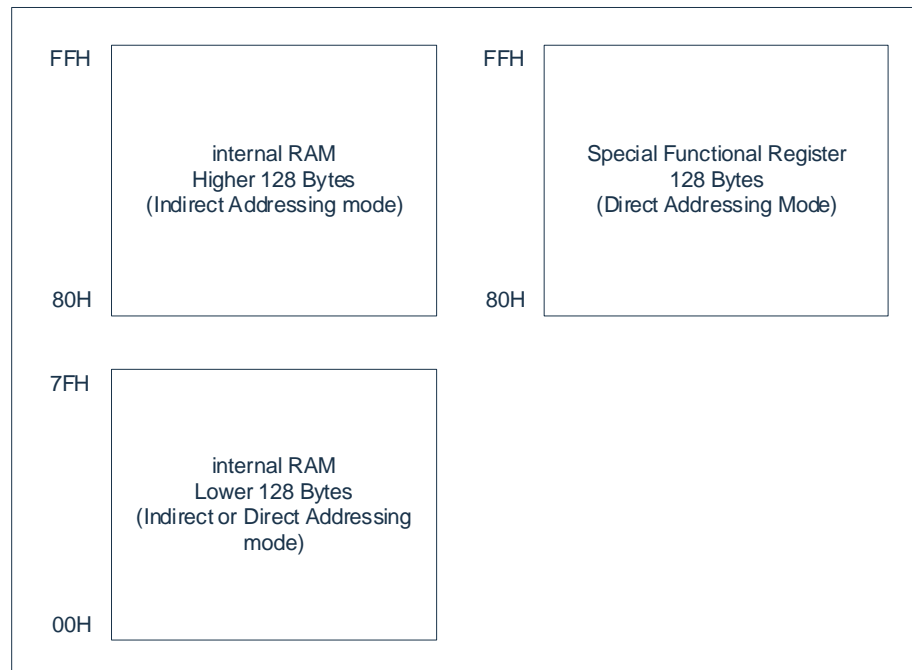 FFH
internal RAM
Higher 128 Bytes
(Indirect Addressing mode)
80H
FFH
Special Functional Register
128 Bytes
(Direct Addressing Mode)
80H
7FH
internal RAM
Lower 128 Bytes
(Indirect or Direct Addressing
mode)
00H